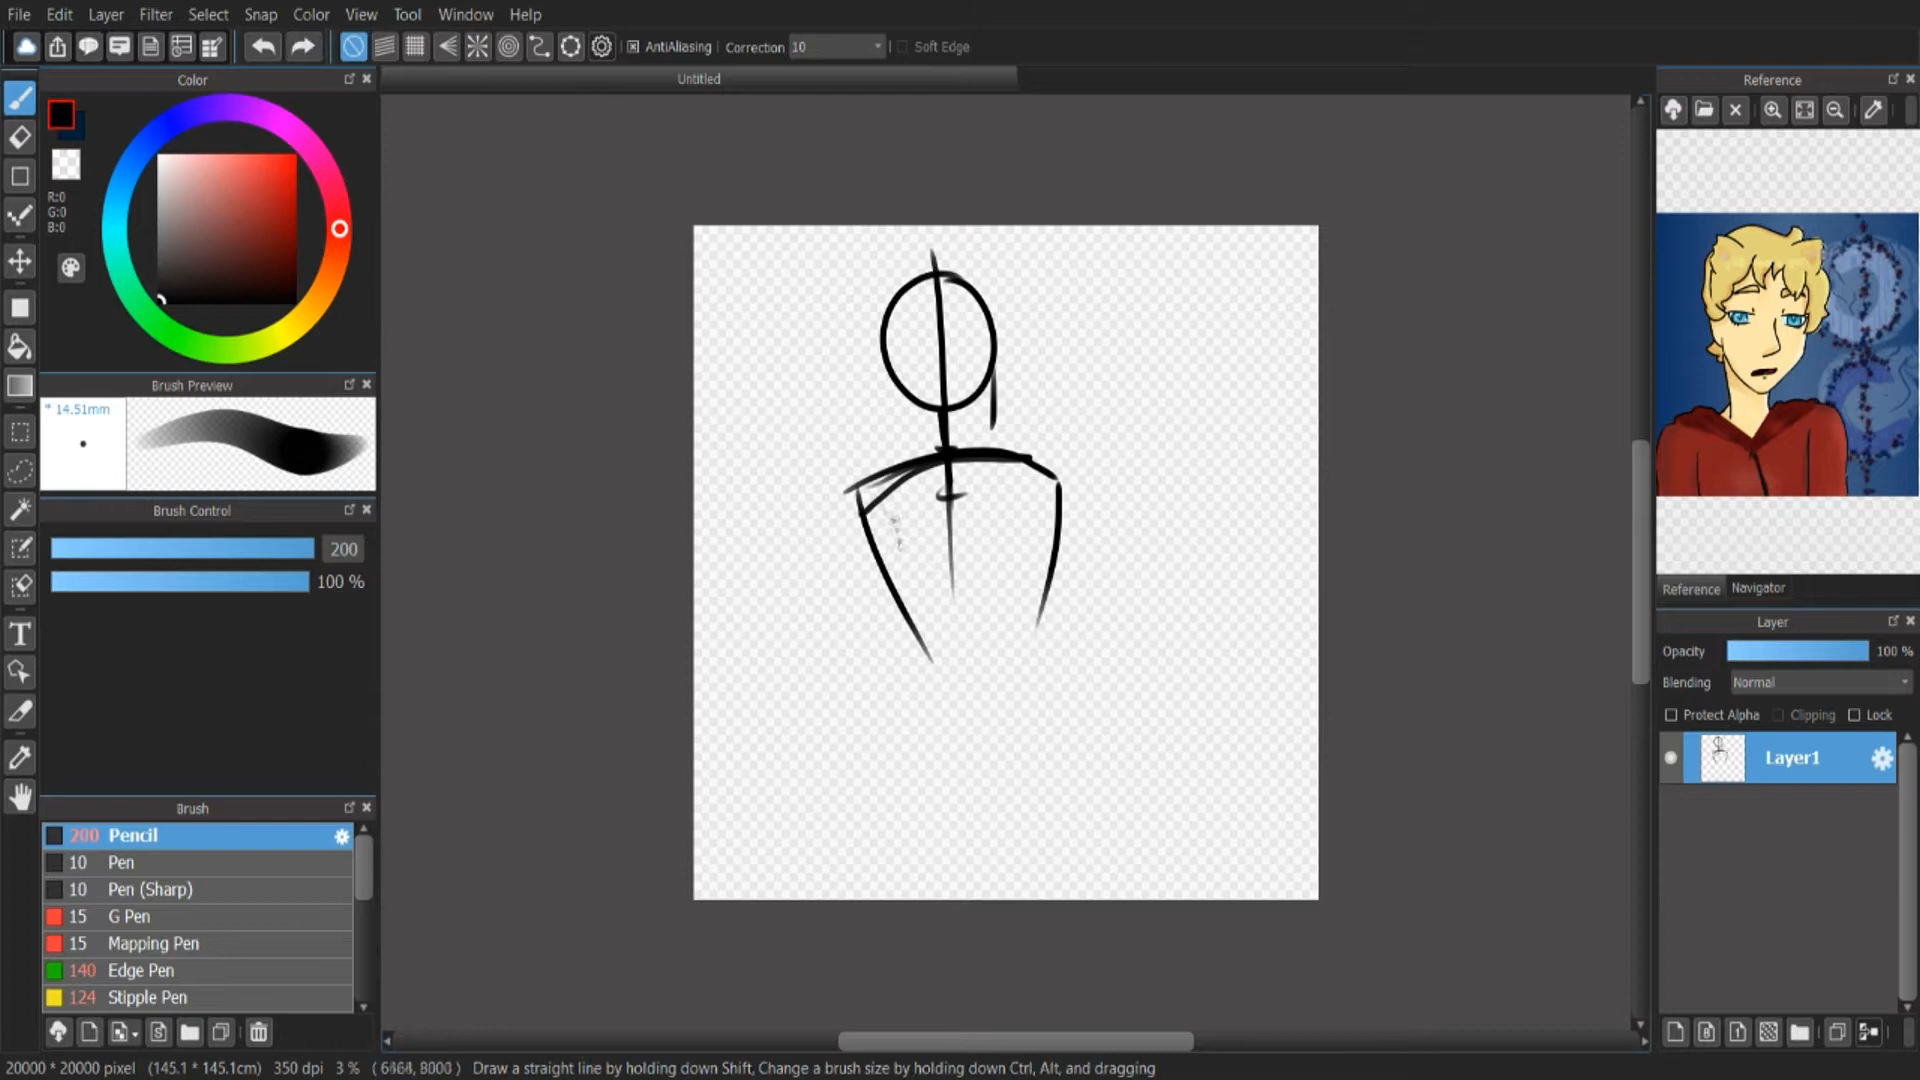 File Edit Layer Filter Select Snap Color View Tool Window Help
AntiAliasing Correction 10 Soft Edge
Color
Untitled
Reference
R:0
G:0
B:0
Brush Preview
* 14.51mm
Brush Control
200
100 %
Reference Navigator
Layer
Opacity 100 %
Blending Normal
Protect Alpha Clipping Lock
Layer1
Brush
200 Pencil
10 Pen
10 Pen (Sharp)
15 G Pen
15 Mapping Pen
140 Edge Pen
124 Stipple Pen
20000 * 20000 pixel (145.1 * 145.1cm) 350 dpi 3 % Draw a straight line by holding down Shift, Change a brush size by holding down Ctrl, Alt, and dragging